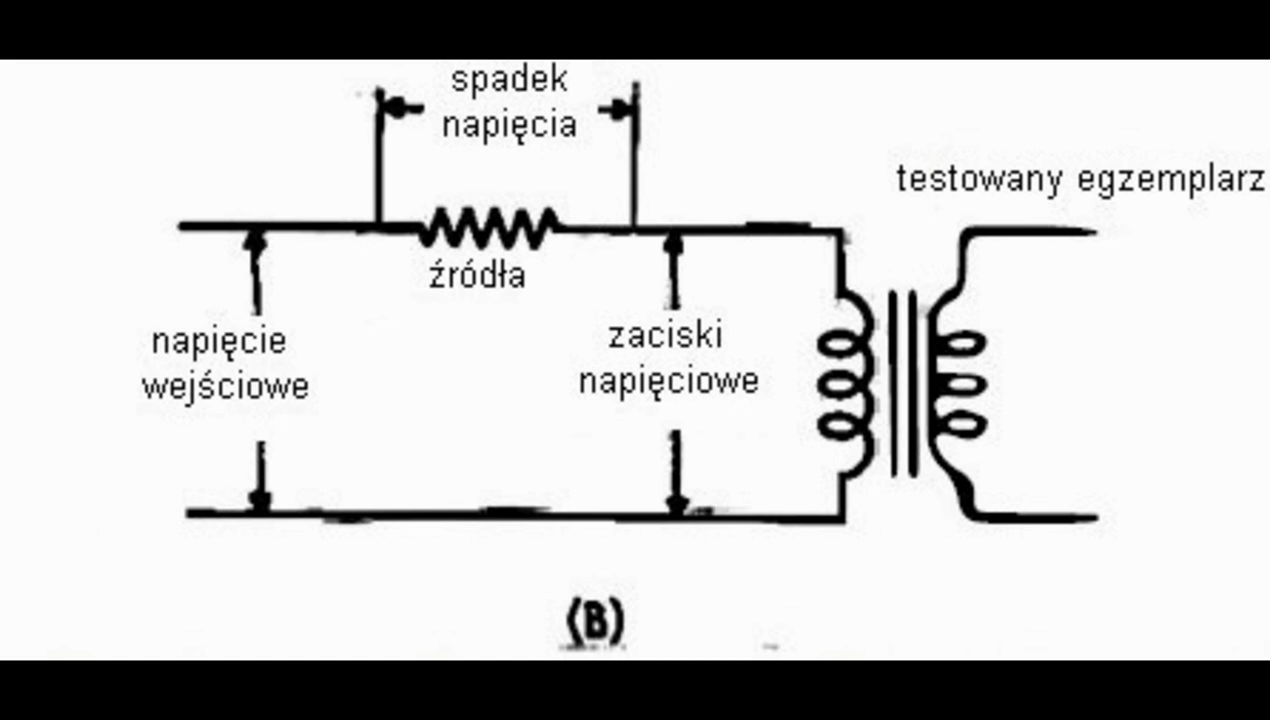 spadek
napięcia
testowany egzemplarz
źródła
napięcie
wejściowe
zaciski
napięciowe
(B)